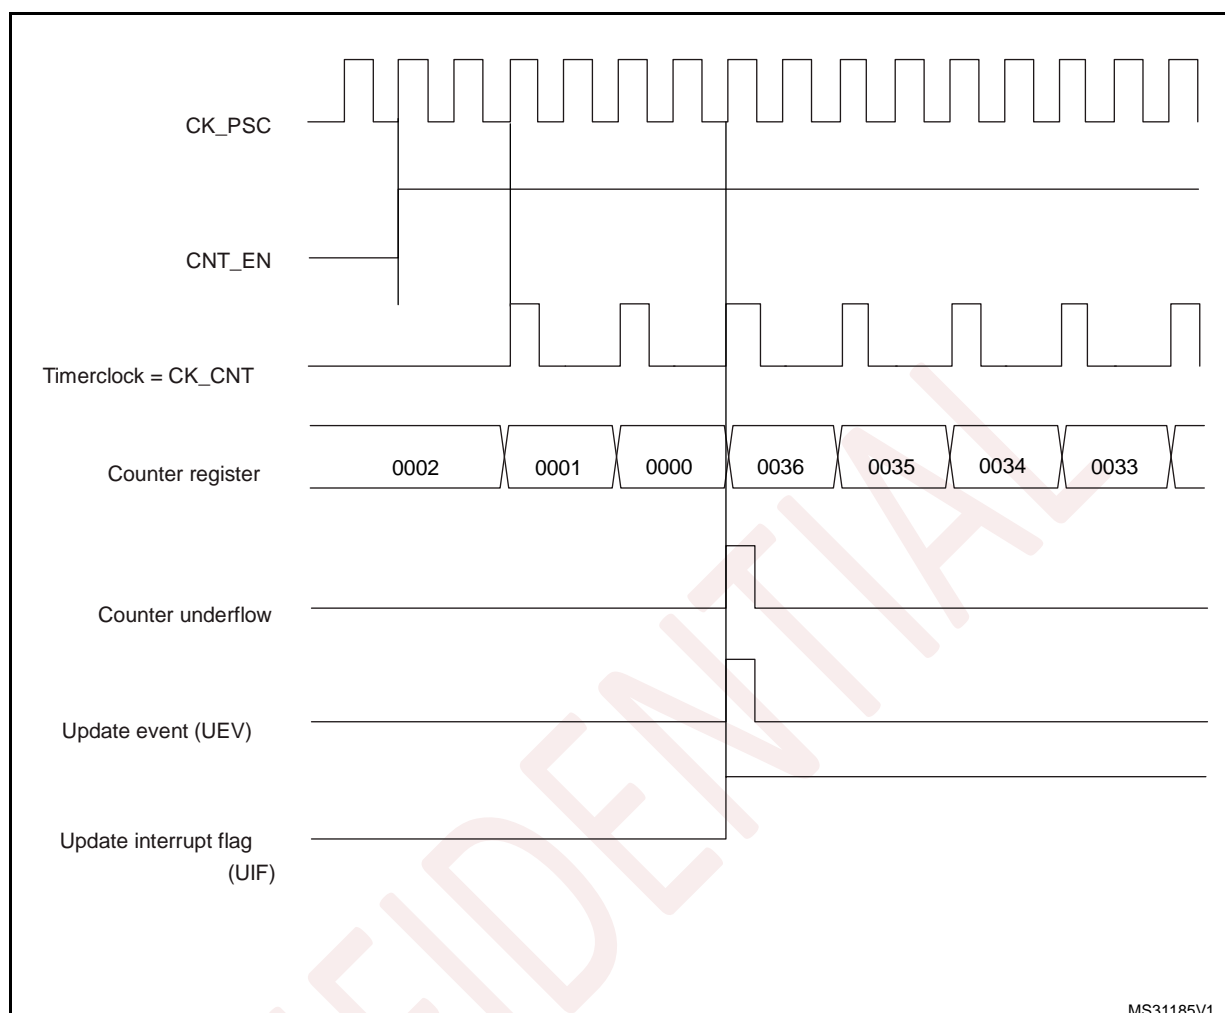 CK_PSC
CNT_EN
Timerclock = CK_CNT
Counter register 0002 0001 0000 0036 0035 0034 0033
Counter underflow
Update event (UEV)
Update interrupt flag
(UIF)
MS31185V1